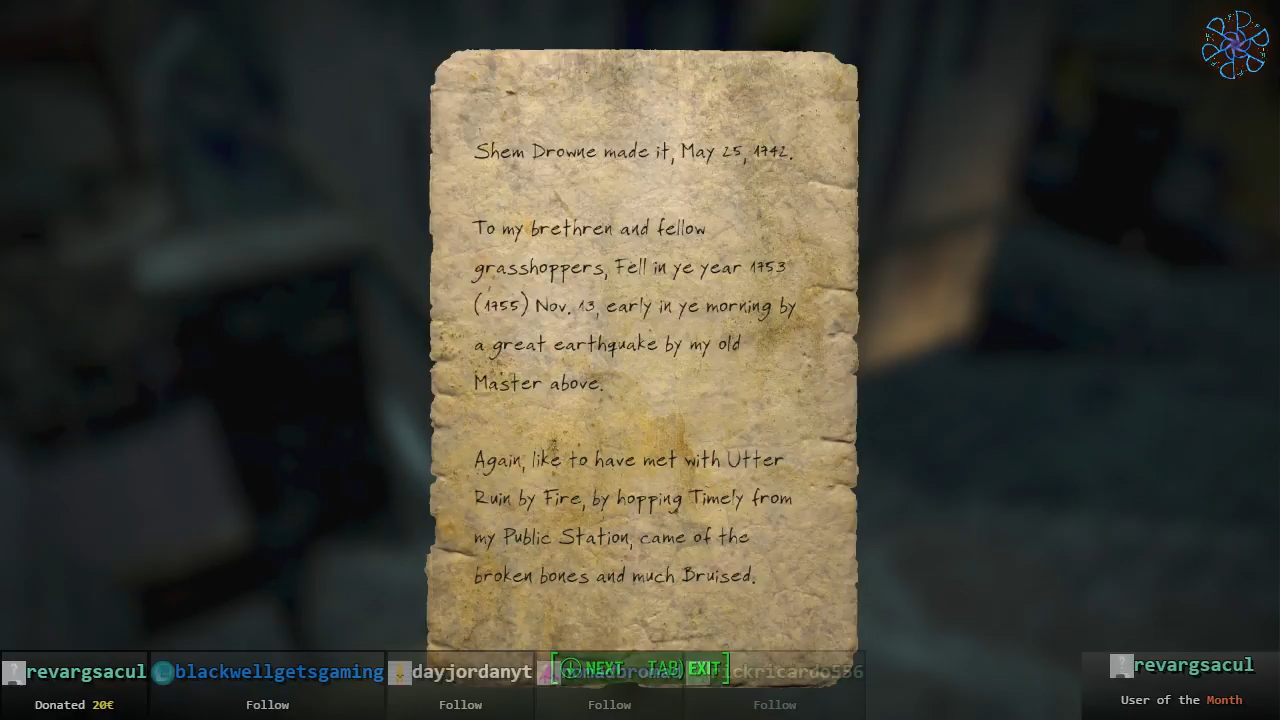 Shem Drowne made it, May 25, 1742.
To my brethren and fellow
grasshoppers, Fell in ye year 1753
(1755) Nov. 13, early in ye morning by
a great earthquake by my old
Master above.
Again, like to have met with Utter
Ruin by Fire, by hopping Timely from
my Public Station, came of the
broken bones and much Bruised.
NEXT TAB) EXIT
revargsacul blackwellgetsgaming dayjordanyt
Donated 20€ Follow Follow Follow Follow
revargsacul
User of the Month